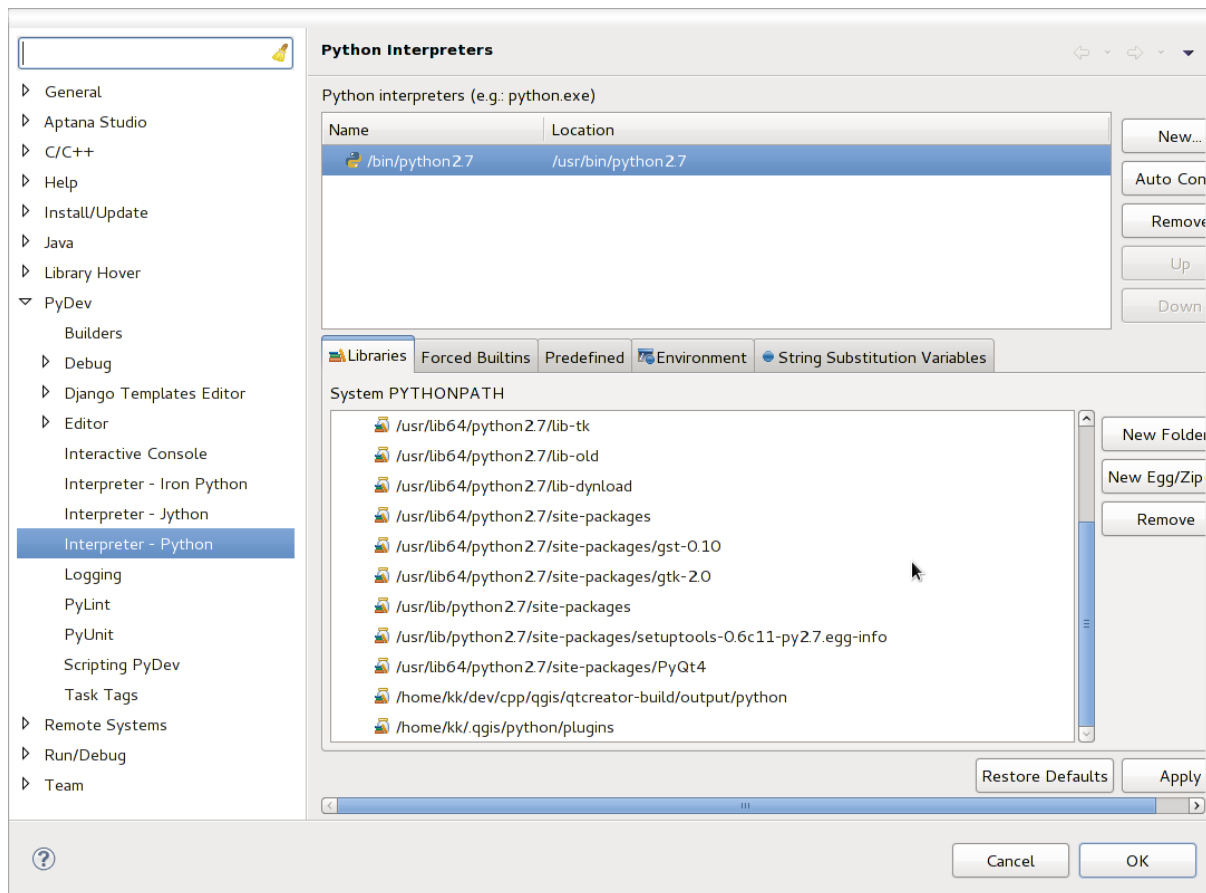 Python Interpreters
General
Aptana Studio
C/C++
Help
Install/Update
Java
Library Hover
PyDev
Builders
Debug
Django Templates Editor
Editor
Interactive Console
Interpreter - Iron Python
Interpreter - Jython
Interpreter - Python
Logging
PyLint
PyUnit
Scripting PyDev
Task Tags
Remote Systems
Run/Debug
Team
Python interpreters (e.g.: python.exe)
Name Location
/bin/python2.7 /usr/bin/python2.7
New...
Auto Con
Remove
Up
Down
Libraries Forced Builtins Predefined Environment String Substitution Variables
System PYTHONPATH
/usr/lib64/python2.7/lib-tk
/usr/lib64/python2.7/lib-old
/usr/lib64/python2.7/lib-dynload
/usr/lib64/python2.7/site-packages
/usr/lib64/python2.7/site-packages/gst-0.10
/usr/lib64/python2.7/site-packages/gtk-2.0
/usr/lib/python2.7/site-packages
/usr/lib/python2.7/site-packages/setuptools-0.6c11-py2.7.egg-info
/usr/lib64/python2.7/site-packages/PyQt4
/home/kk/dev/cpp/qgis/qtcreator-build/output/python
/home/kk/.qgis/python/plugins
New Folder
New Egg/Zip
Remove
Restore Defaults Apply
Cancel OK